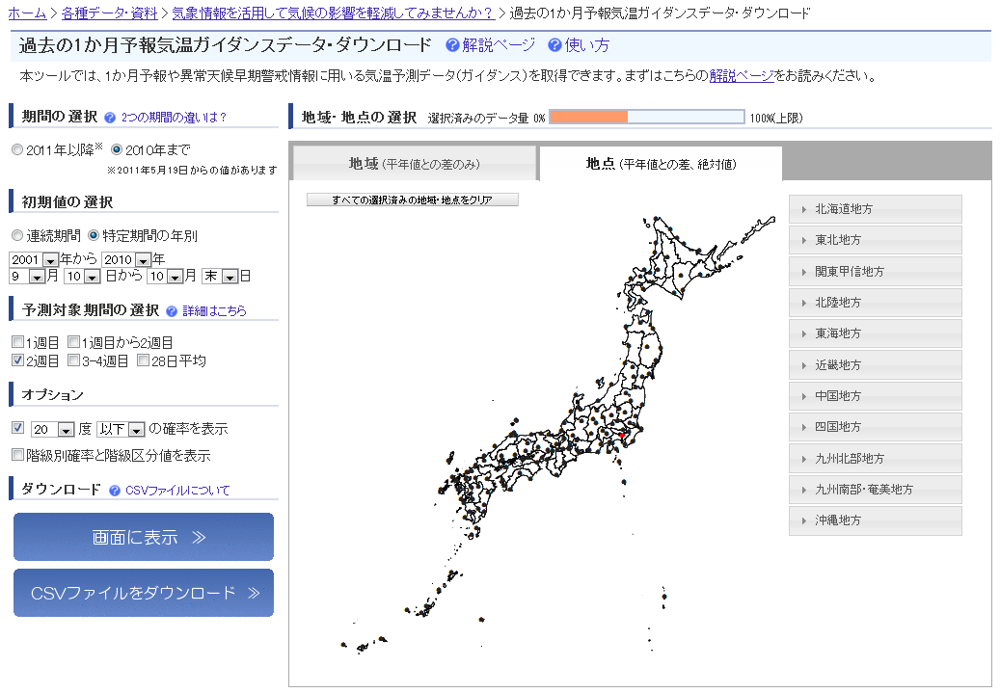 ホーム > 各種データ・資料 > 気象情報を活用して気候の影響を軽減してみませんか？ > 過去の1か月予報気温ガイダンスデータ・ダウンロード
過去の1か月予報気温ガイダンスデータ・ダウンロード ? 解説ページ ? 使い方
本ツールでは、1か月予報や異常天候早期警戒情報に用いる気温予測データ(ガイダンス)を取得できます。まずはこちらの解説ページをお読みください。
期間の選択 ? 2つの期間の違いは？
2011年以降※ 2010年まで
※2011年5月19日からの値があります
初期値の選択
連続期間 特定期間の年別
2001 年から 2010 年
9 月 10 日から 10 月 末 日
予測対象期間の選択 ? 詳細はこちら
1週目 1週目から2週目
2週目 3-4週目 28日平均
オプション
20 度 以下 の確率を表示
階級別確率と階級区分値を表示
ダウンロード ? CSVファイルについて
画面に表示 ≫
CSVファイルをダウンロード ≫
地域・地点の選択 選択済みのデータ量 0% 100%(上限)
地域 (平年値との差のみ) 地点 (平年値との差、絶対値)
すべての選択済みの地域・地点をクリア
北海道地方
東北地方
関東甲信地方
北陸地方
東海地方
近畿地方
中国地方
四国地方
九州北部地方
九州南部・奄美地方
沖縄地方